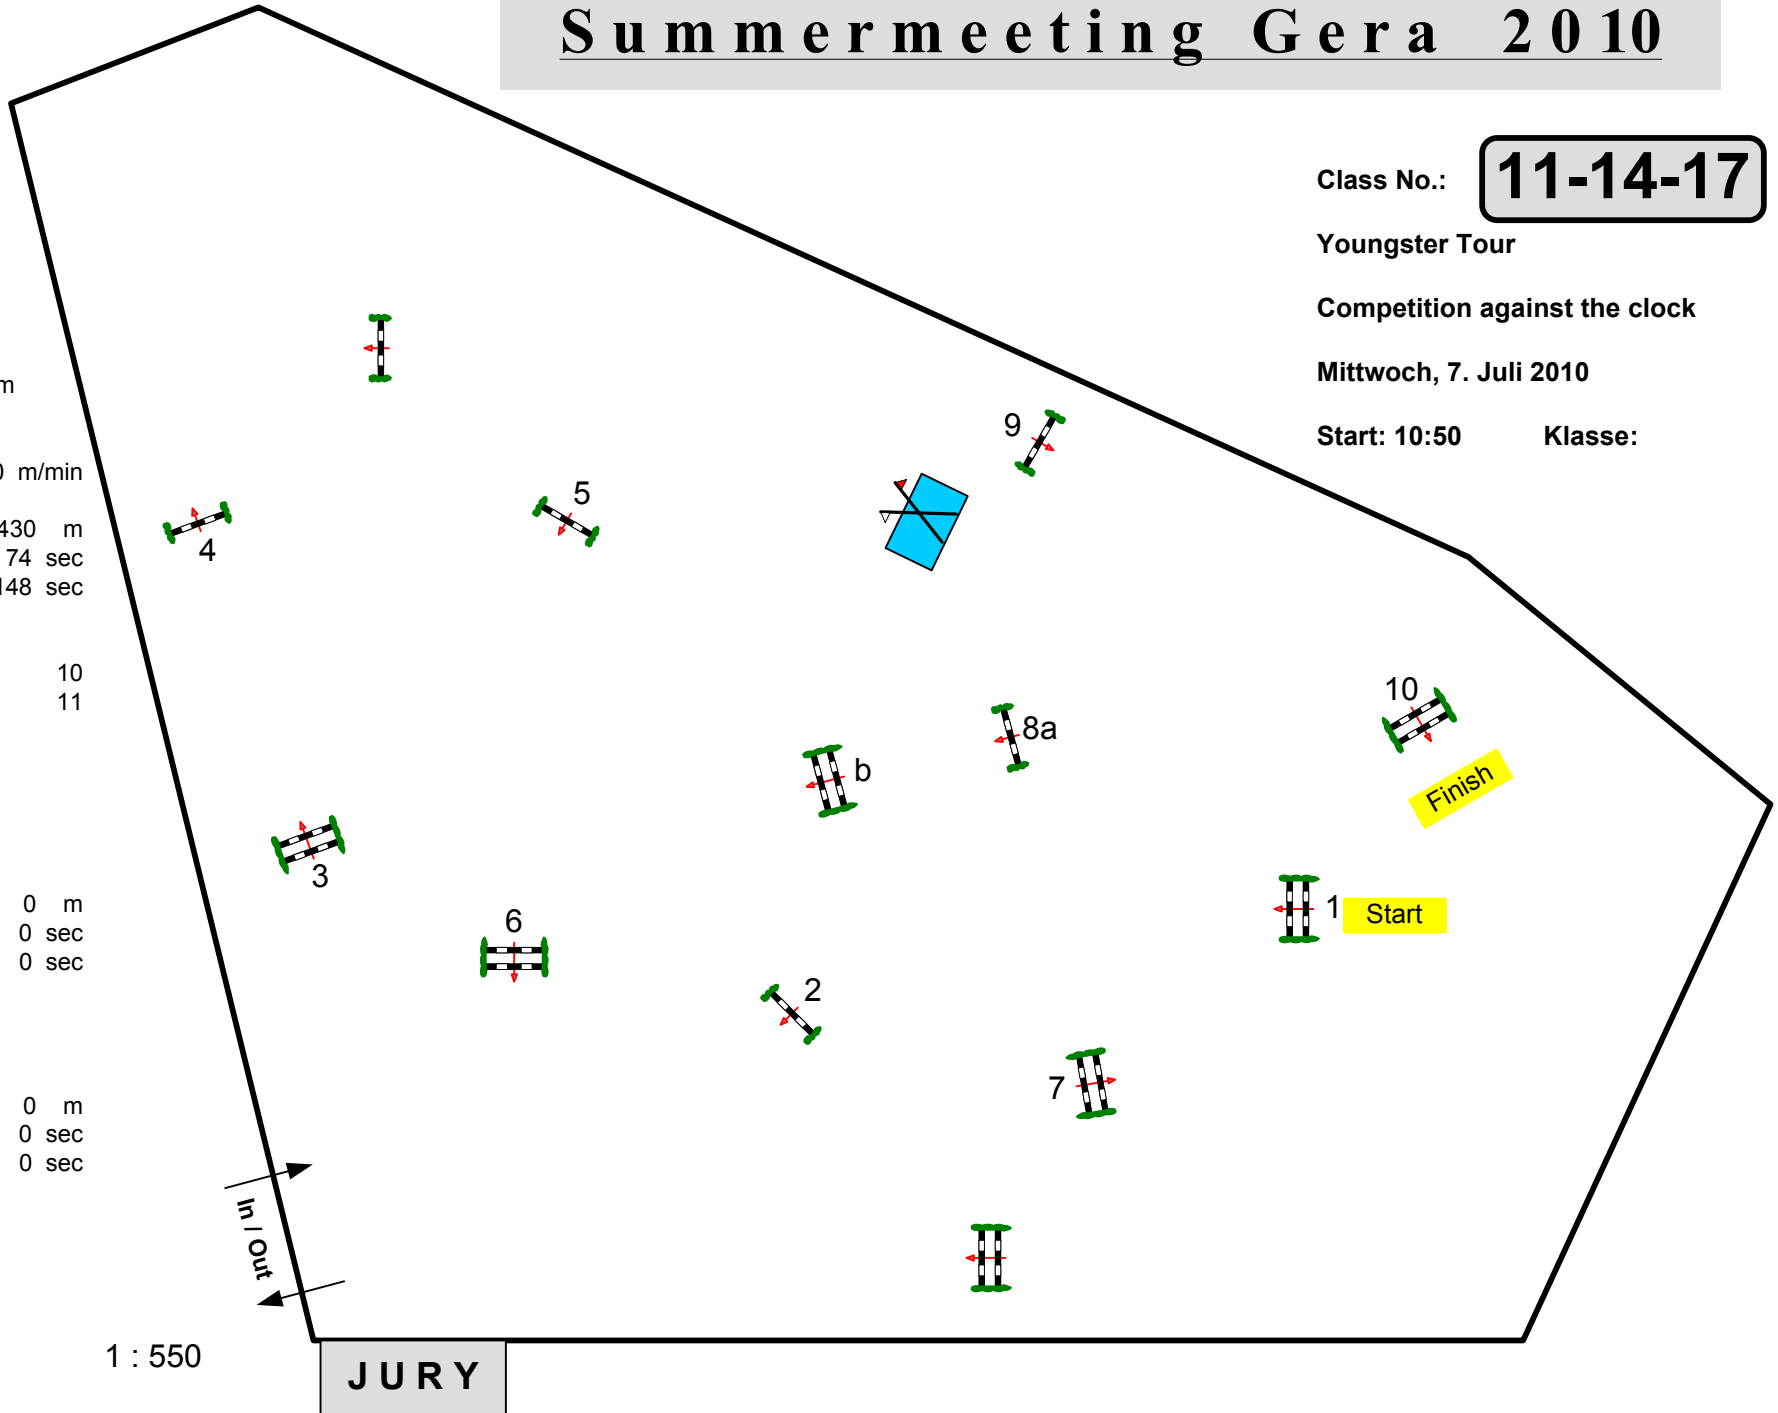 Summermeeting Gera 2010
Class No.: 11-14-17
Youngster Tour
Competition against the clock
Mittwoch, 7. Juli 2010
Start: 10:50 Klasse:
m
0 m/min
430 m
74 sec
148 sec
10
11
0 m
0 sec
0 sec
0 m
0 sec
0 sec
9
5
4
10
8a
b
Finish
3
1
Start
6
2
7
In / Out
1 : 550
JURY